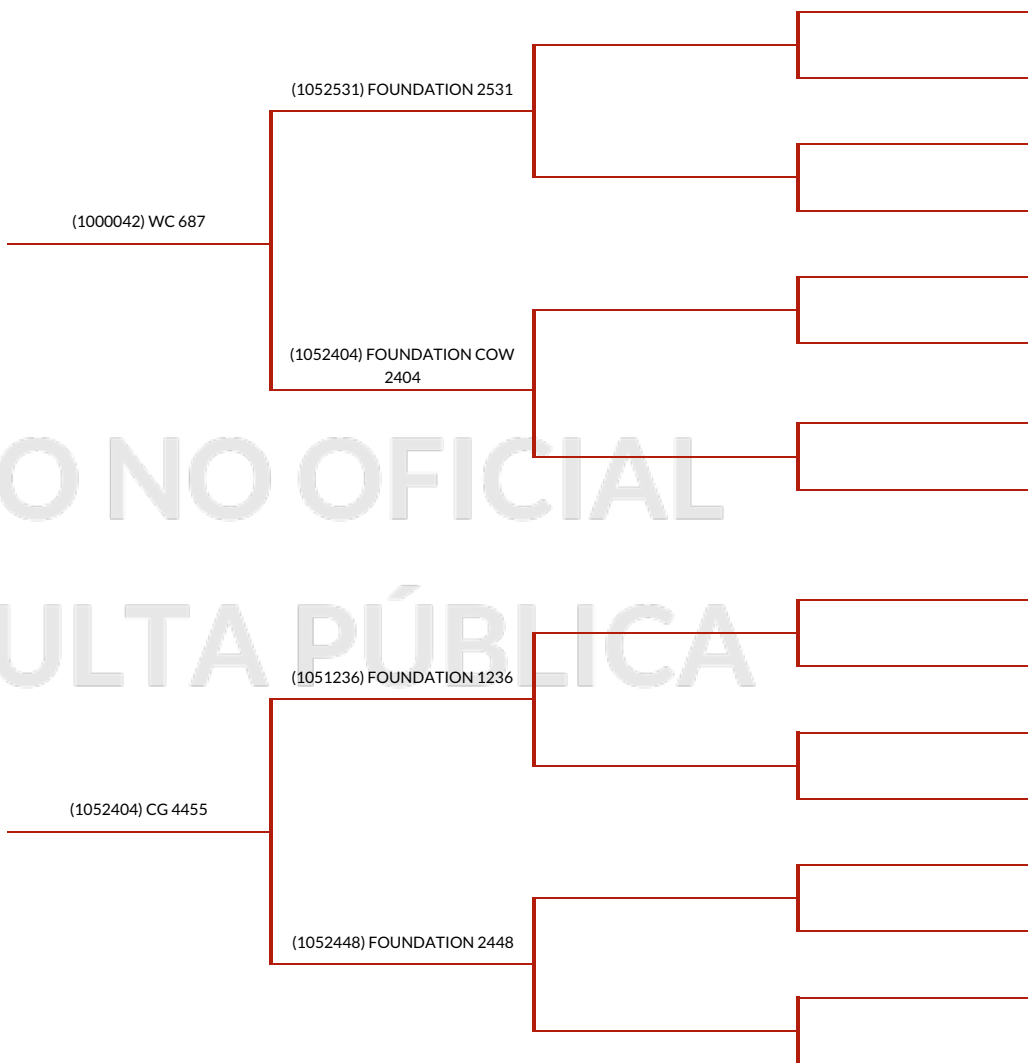 (1052531) FOUNDATION 2531
(1000042) WC 687
(1052404) FOUNDATION COW
2404
O NO OFICIAL
ULTA PÚBLICA
(1051236) FOUNDATION 1236
(1052404) CG 4455
(1052448) FOUNDATION 2448